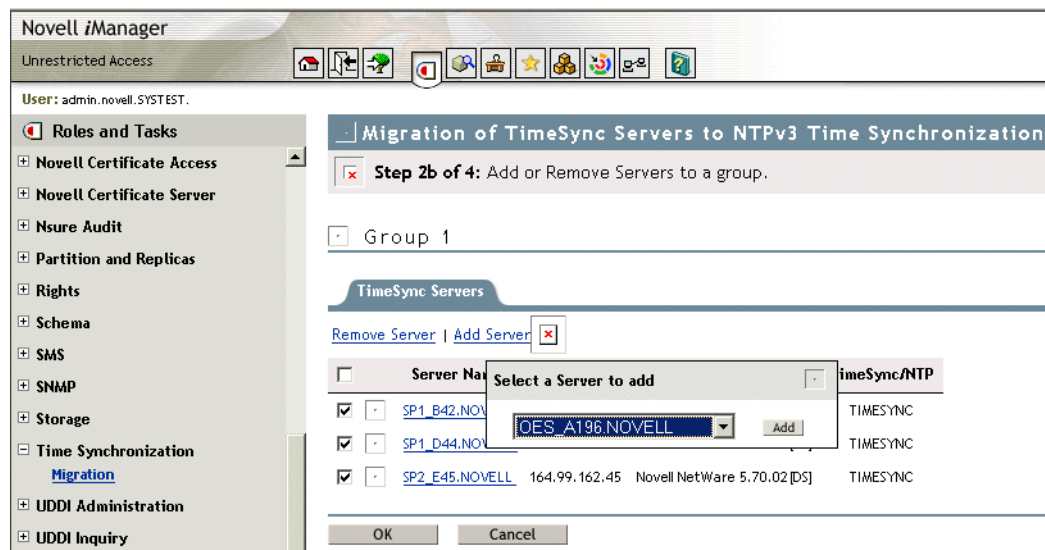 Novell iManager
Unrestricted Access
User: admin.novell.SYSTEST.
Roles and Tasks
Novell Certificate Access
Novell Certificate Server
Nsure Audit
Partition and Replicas
Rights
Schema
SMS
SNMP
Storage
Time Synchronization
Migration
UDDI Administration
UDDI Inquiry
Migration of TimeSync Servers to NTPv3 Time Synchronization
Step 2b of 4: Add or Remove Servers to a group.
Group 1
TimeSync Servers
Remove Server | Add Server
Server Na
imeSync/NTP
Select a Server to add
OES_A196.NOVELL
Add
SP1_B42.NOV TIMESYNC
SP1_D44.NOV TIMESYNC
SP2_E45.NOVELL 164.99.162.45 Novell NetWare 5.70.02[DS] TIMESYNC
OK Cancel